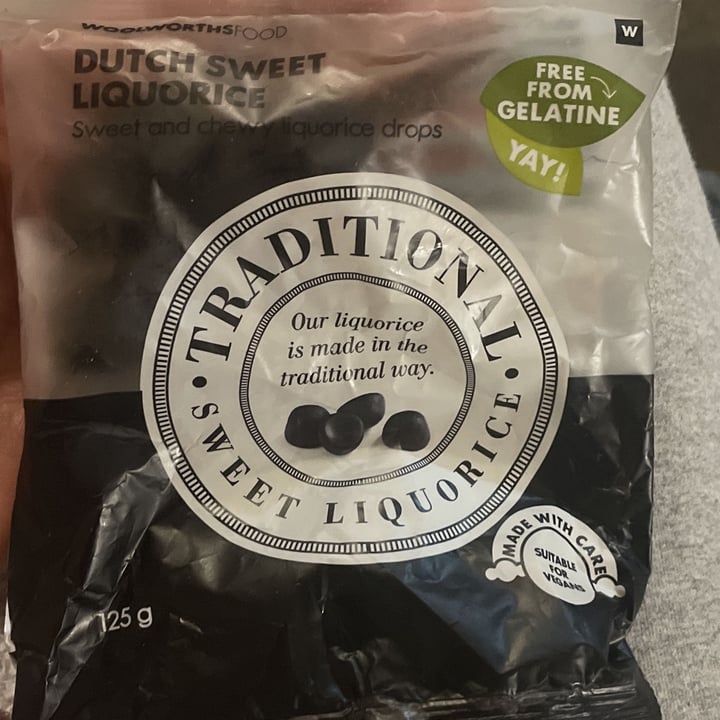 WOOLWORTHSFOOD
W
DUTCH SWEET
LIQUORICE
Sweet and chewy liquorice drops
FREE
FROM
GELATINE
YAY!
TRADITIONAL
Our liquorice
is made in the
traditional way.
• SWEET LIQUORICE •
MADE WITH CARE
SUITABLE
FOR
VEGANS
125 g